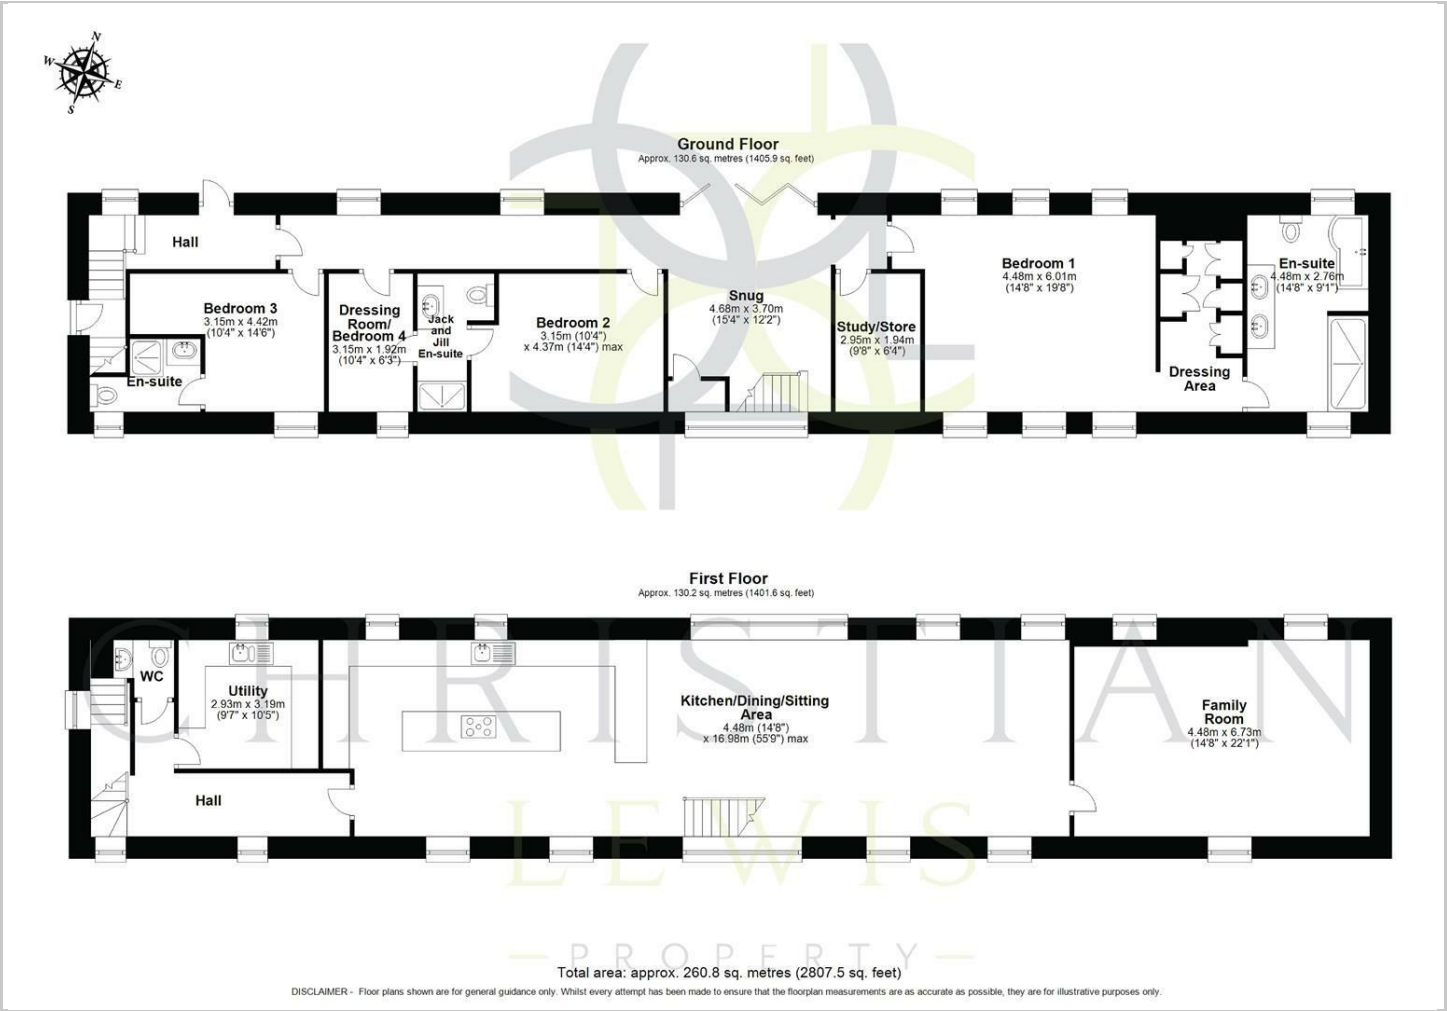 N
W
E
S
Ground Floor
Approx. 130.6 sq. metres (1405.9 sq. feet)
Hall
Bedroom 3
3.15m x 4.42m
(10'4" x 14'6")
En-suite
Dressing
Room/
Bedroom 4
3.15m x 1.92m
(10'4" x 6'3")
Jack
and
Jill
En-suite
Bedroom 2
3.15m (10'4")
x 4.37m (14'4") max
Snug
4.68m x 3.70m
(15'4" x 12'2")
Study/Store
2.95m x 1.94m
(9'8" x 6'4")
Bedroom 1
4.48m x 6.01m
(14'8" x 19'8")
Dressing
Area
En-suite
4.48m x 2.76m
(14'8" x 9'1")
First Floor
Approx. 130.2 sq. metres (1401.6 sq. feet)
WC
Utility
2.93m x 3.19m
(9'7" x 10'5")
Hall
Kitchen/Dining/Sitting
Area
4.48m (14'8")
x 16.98m (55'9") max
Family
Room
4.48m x 6.73m
(14'8" x 22'1")
CHRISTIAN
LEWIS
PROPERTY
Total area: approx. 260.8 sq. metres (2807.5 sq. feet)
DISCLAIMER - Floor plans shown are for general guidance only. Whilst every attempt has been made to ensure that the floorplan measurements are as accurate as possible, they are for illustrative purposes only.